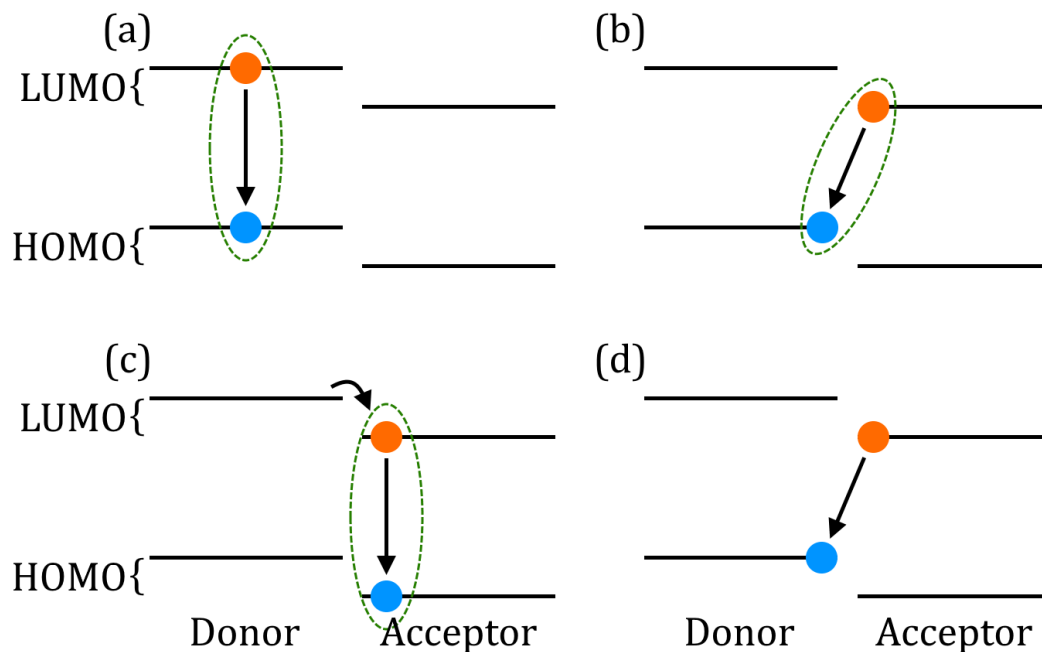 (a) (b)
LUMO{
HOMO{
(c) (d)
LUMO{
HOMO{
Donor Acceptor Donor Acceptor